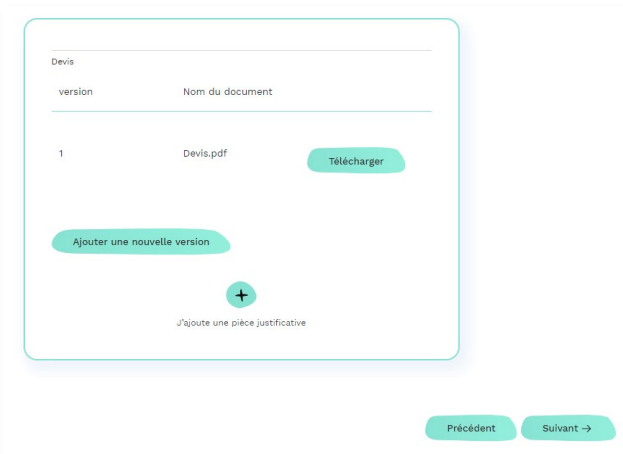 Devis
version Nom du document
1 Devis.pdf Télécharger
Ajouter une nouvelle version
J'ajoute une pièce justificative
Précédent Suivant →